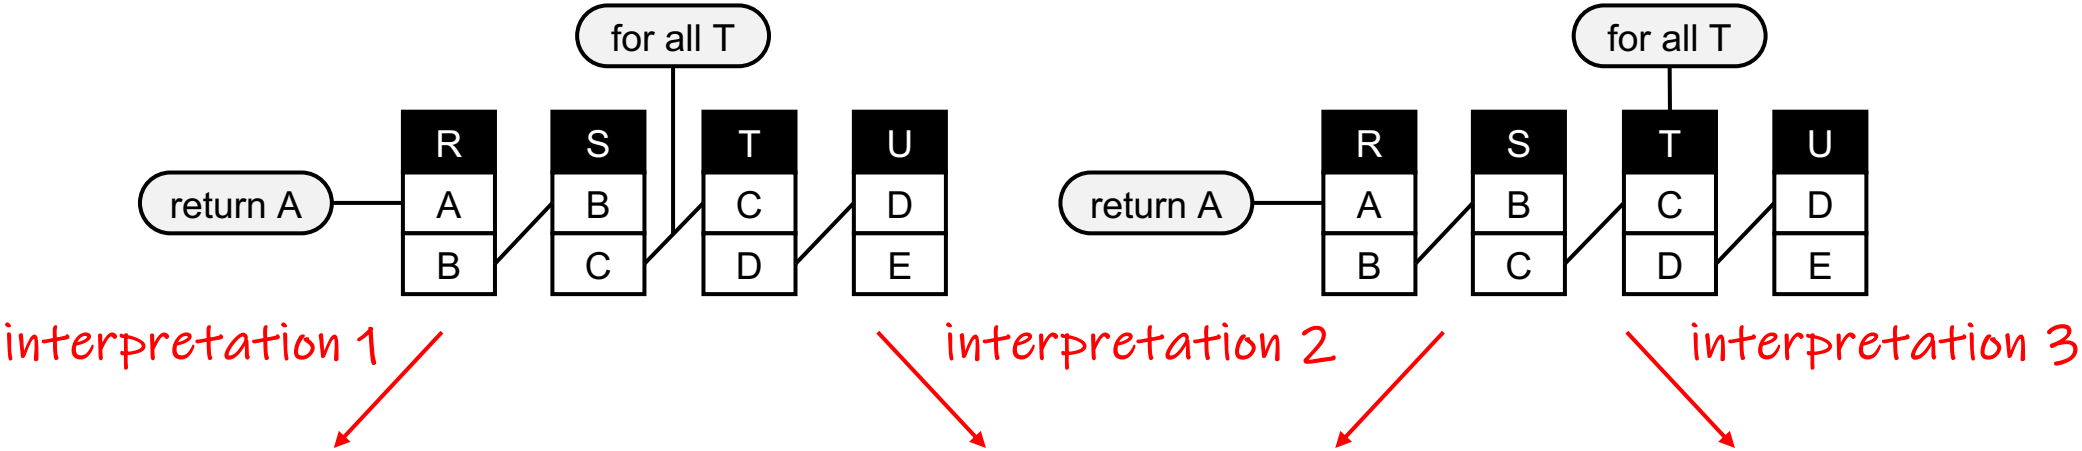 for all T
for all T
R S T U
R S T U
return A
A B C D
return A
A B C D
B C D E
B C D E
interpretation 1
interpretation 2
interpretation 3